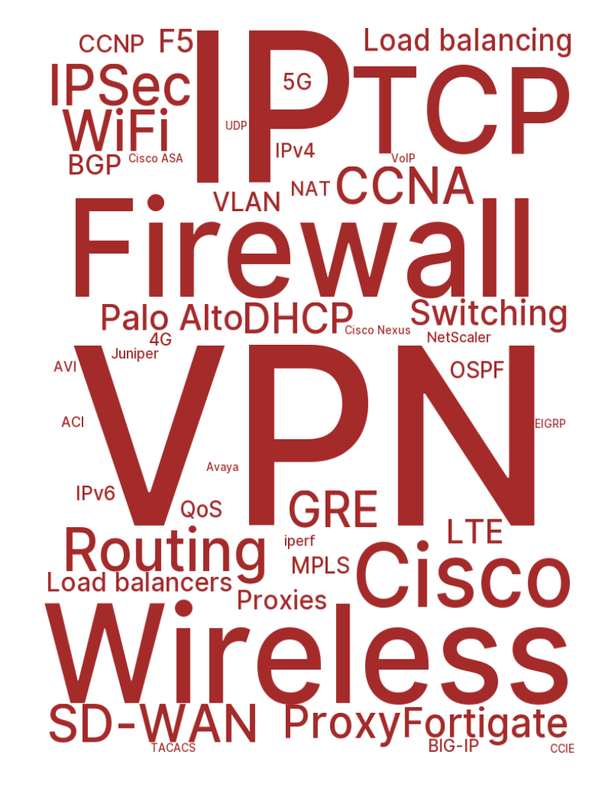 CCNP
F5
IP
Load balancing
IPSec
5G
TCP
WiFi
UDP
IPv4
BGP
Cisco ASA
VoIP
VLAN
NAT
CCNA
Firewall
Palo Alto
DHCP
Cisco Nexus
Switching
4G
NetScaler
Juniper
AVI
VPN
OSPF
ACI
EIGRP
Avaya
IPv6
QoS
GRE
LTE
Routing
iperf
MPLS
Cisco
Load balancers
Proxies
Wireless
SD-WAN
Proxy
Fortigate
TACACS
BIG-IP
CCIE